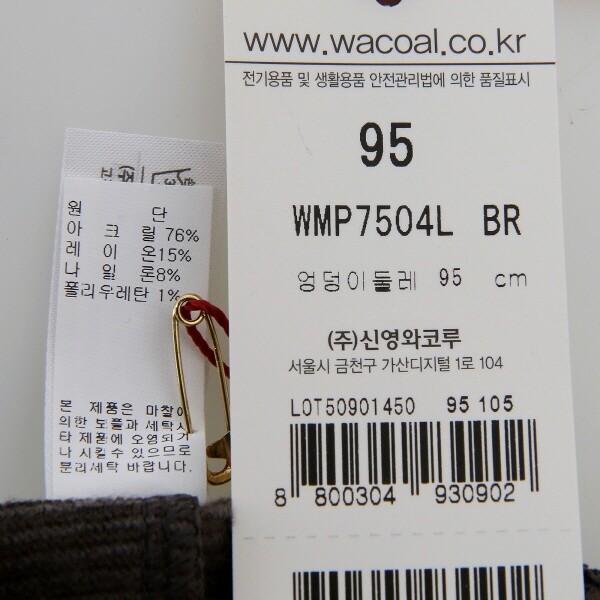 www.wacoal.co.kr
전기용품 및 생활용품 안전관리법에 의한 품질표시
95
WMP7504L BR
엉덩이둘레 95 cm
(주)신영와코루
서울시 금천구 가산디지털 1로 104
LOT50901450 95 105
8 800304 930902
원 단
아 크 릴 76%
레 이 온15%
나 일 론8%
폴리우레탄 1%
본 제품은 마찰에
의한 보풀과 세탁시
타 제품에 오염되거
나 시킬수 있으므로
분리세탁 바랍니다.